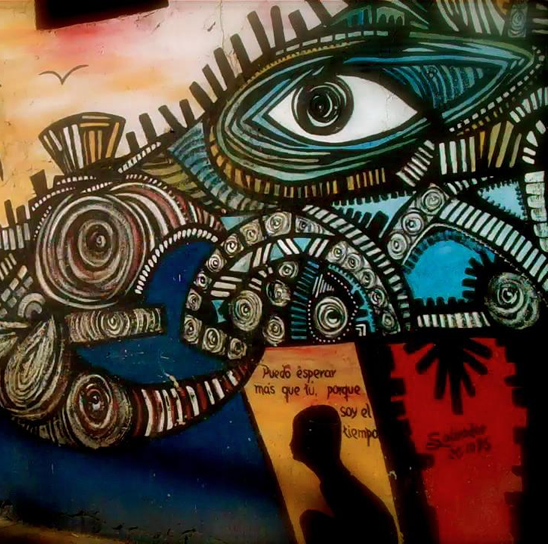 Puedo esperar
más que tú, porque
soy el
tiempo